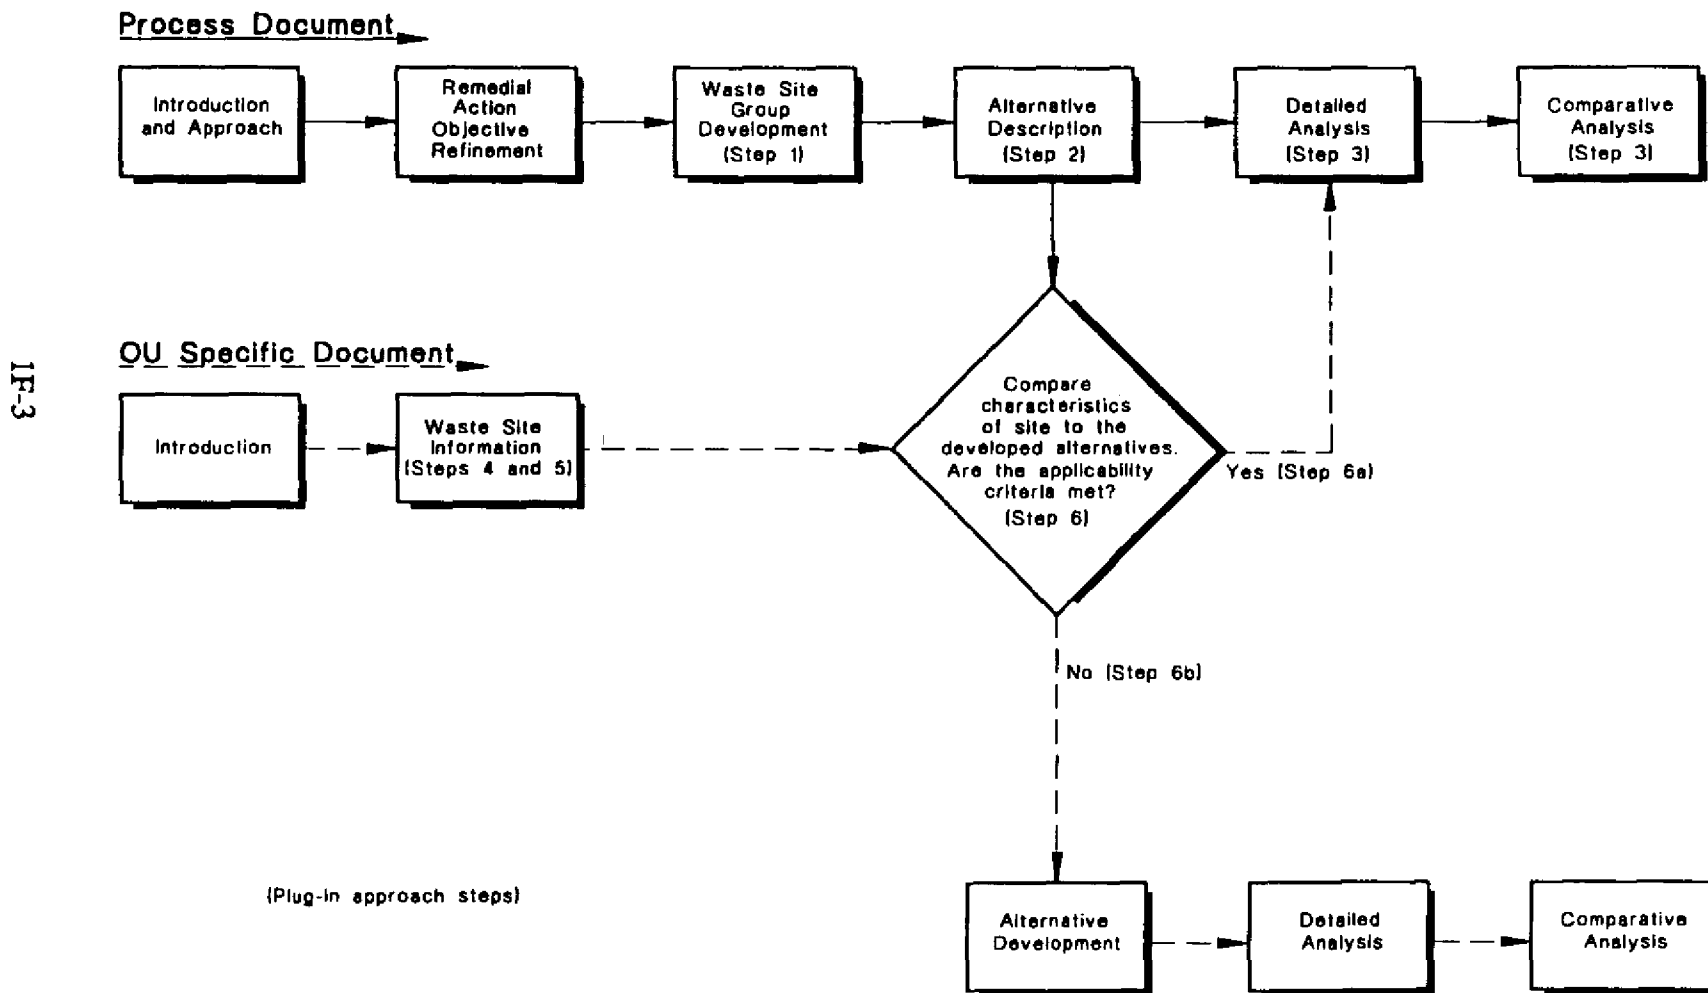 Process Document
Introduction
and Approach
Remedial
Action
Objective
Refinement
Waste Site
Group
Development
(Step 1)
Alternative
Description
(Step 2)
Detailed
Analysis
(Step 3)
Comparative
Analysis
(Step 3)
OU Specific Document
Introduction
Waste Site
Information
(Steps 4 and 5)
Compare
characteristics
of site to the
developed alternatives.
Are the applicability
criteria met?
(Step 6)
Yes (Step 6a)
No (Step 6b)
(Plug-in approach steps)
Alternative
Development
Detailed
Analysis
Comparative
Analysis
1F-3